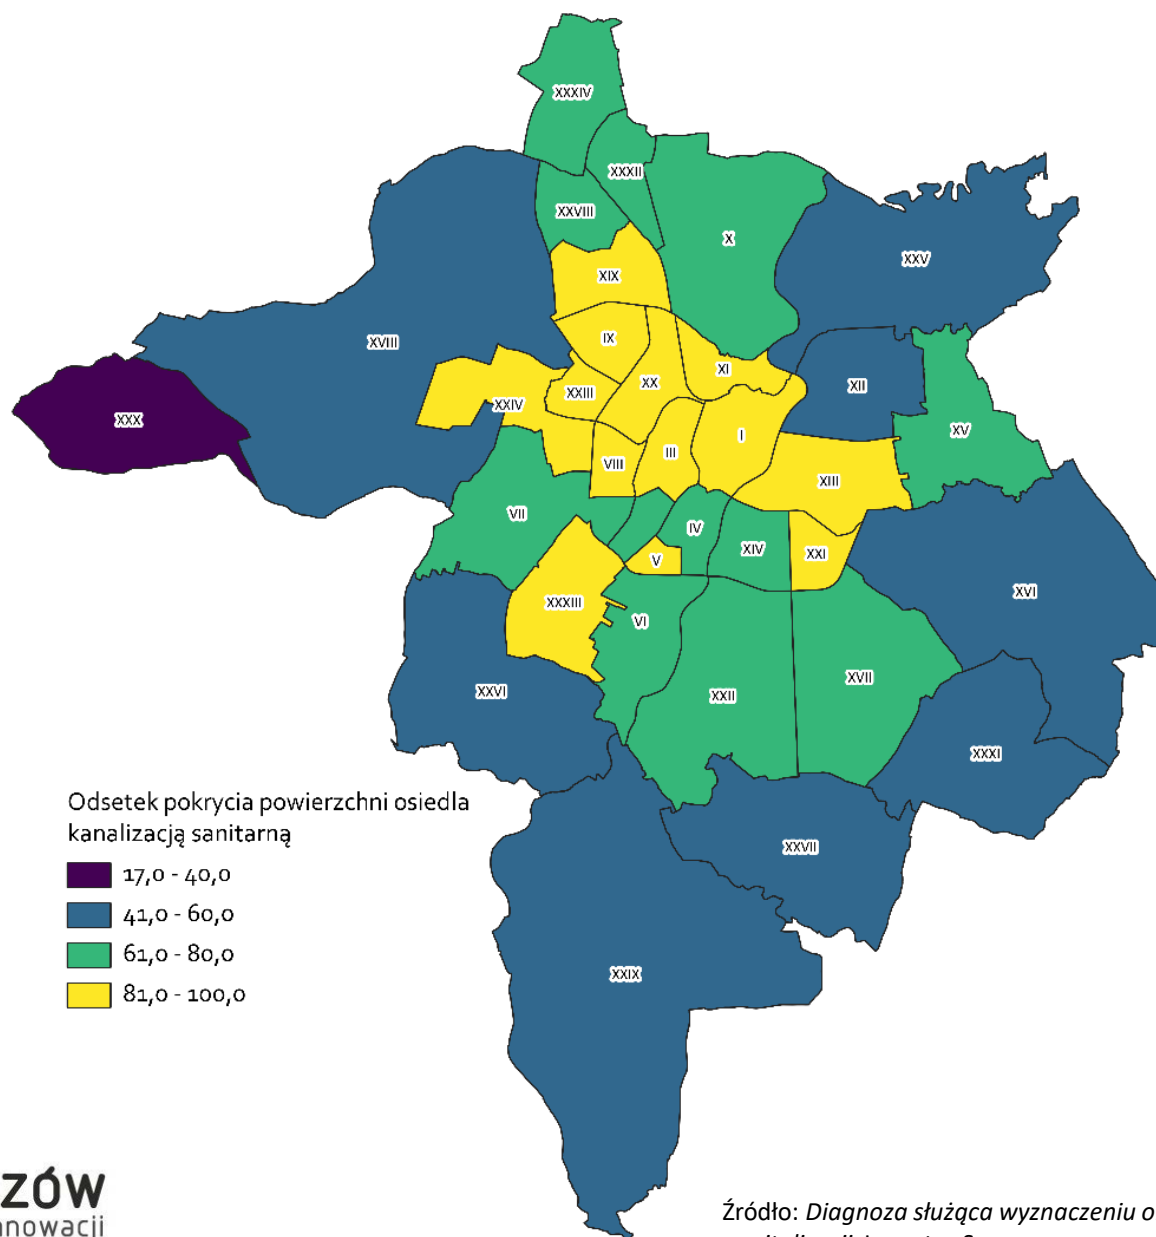 XXXIV
XXXII
XXVIII
X
XXV
XIX
IX
XVIII
XI
XX
XII
XXIII
XXIV
XXX
XV
I
III
VIII
XIII
VII
IV
XIV
XXI
V
XVI
XXXIII
VI
XVII
XXVI
XXII
XXXI
XXVII
XXIX
Odsetek pokrycia powierzchni osiedla
kanalizacją sanitarną
17,0 - 40,0
41,0 - 60,0
61,0 - 80,0
81,0 - 100,0
ZÓW
nowacji
Źródło: Diagnoza służąca wyznaczeniu o